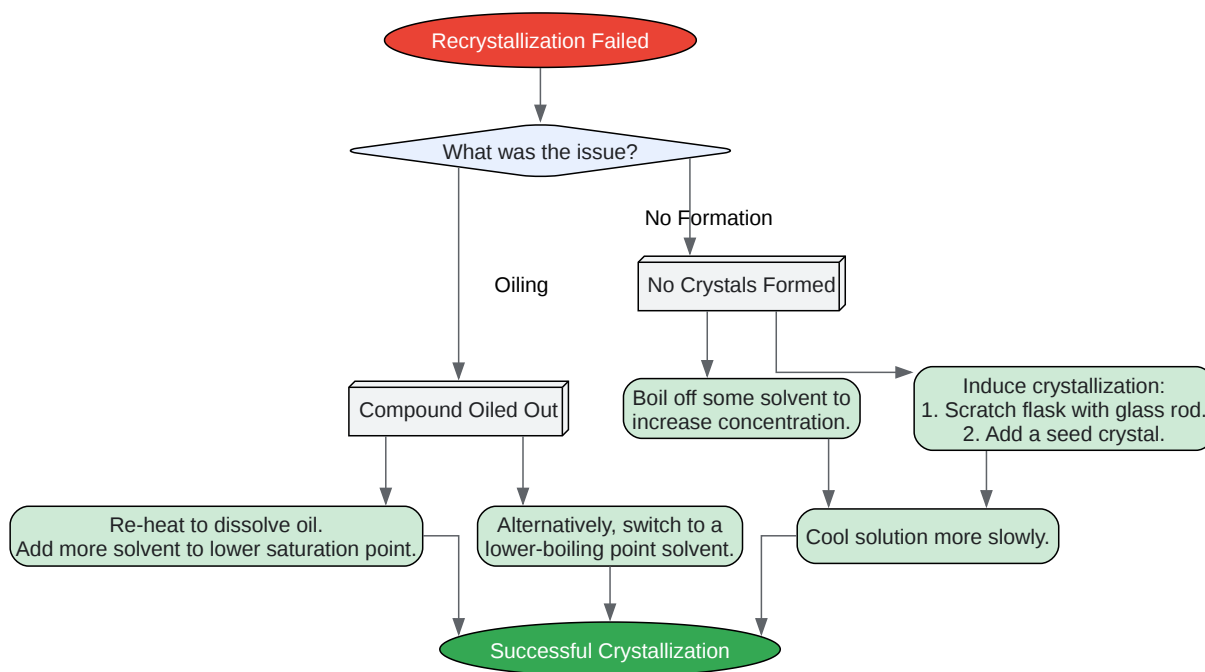 Recrystallization Failed
What was the issue?
No Formation
Oiling
No Crystals Formed
Compound Oiled Out
Boil off some solvent to
increase concentration.
Induce crystallization:
1. Scratch flask with glass rod.
2. Add a seed crystal.
Re-heat to dissolve oil.
Add more solvent to lower saturation point.
Alternatively, switch to a
lower-boiling point solvent.
Cool solution more slowly.
Successful Crystallization